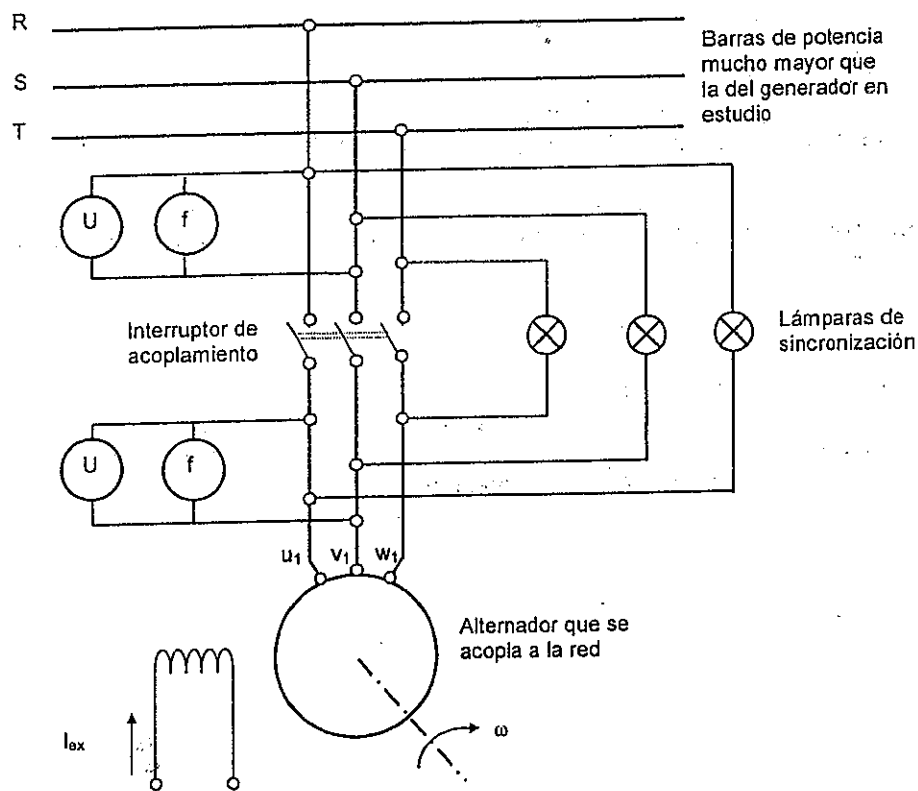 R
S
T
Barras de potencia
mucho mayor que
la del generador en
estudio
U
f
Interruptor de
acoplamiento
Lámparas de
sincronización
U
f
u₁
v₁
w₁
Alternador que se
acopla a la red
Iex
ω